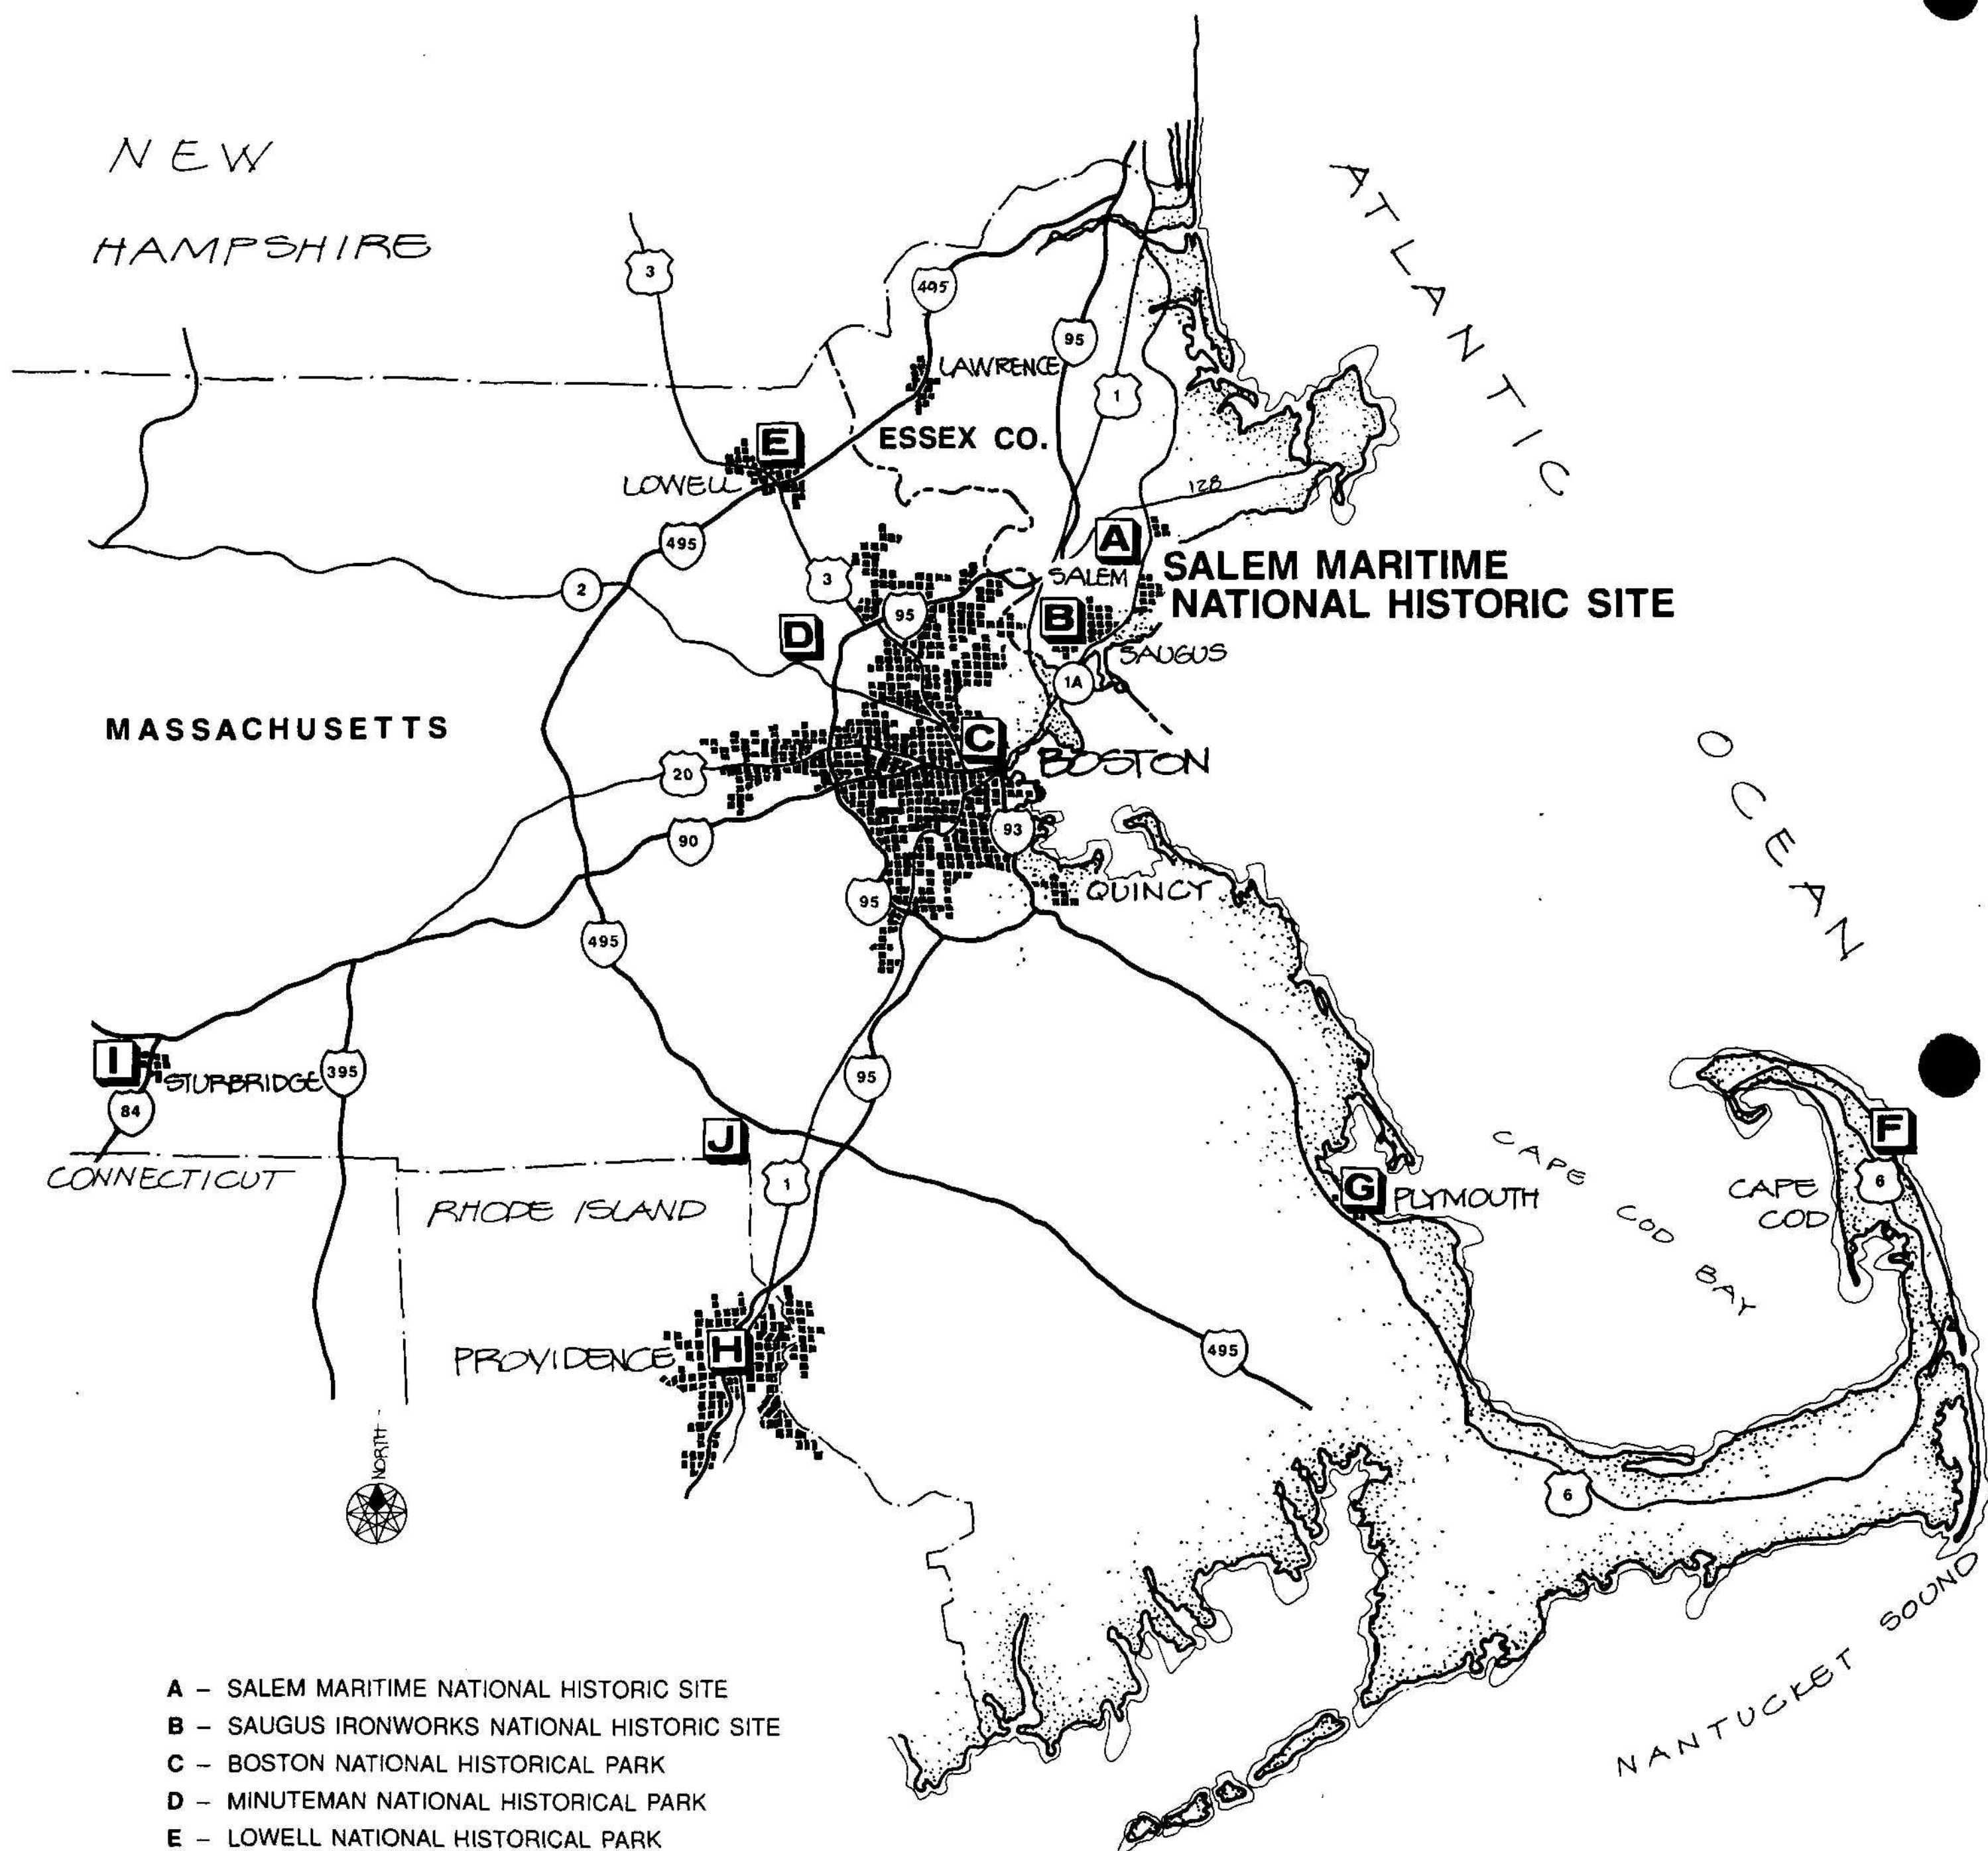 NEW
HAMPSHIRE
ATLANTIC
OCEAN
3
495
95
LAWRENCE
1
E
ESSEX CO.
LOWELL
128
495
A
SALEM MARITIME
NATIONAL HISTORIC SITE
SALEM
2
3
95
B
D
SAUGUS
1A
MASSACHUSETTS
C
BOSTON
20
90
93
95
QUINCY
495
I
STURBRIDGE
395
84
95
F
J
CAPE COD BAY
CONNECTICUT
RHODE ISLAND
1
G
PLYMOUTH
CAPE
COD
6
PROVIDENCE
H
495
NORTH
6
NANTUCKET SOUND
A – SALEM MARITIME NATIONAL HISTORIC SITE
B – SAUGUS IRONWORKS NATIONAL HISTORIC SITE
C – BOSTON NATIONAL HISTORICAL PARK
D – MINUTEMAN NATIONAL HISTORICAL PARK
E – LOWELL NATIONAL HISTORICAL PARK